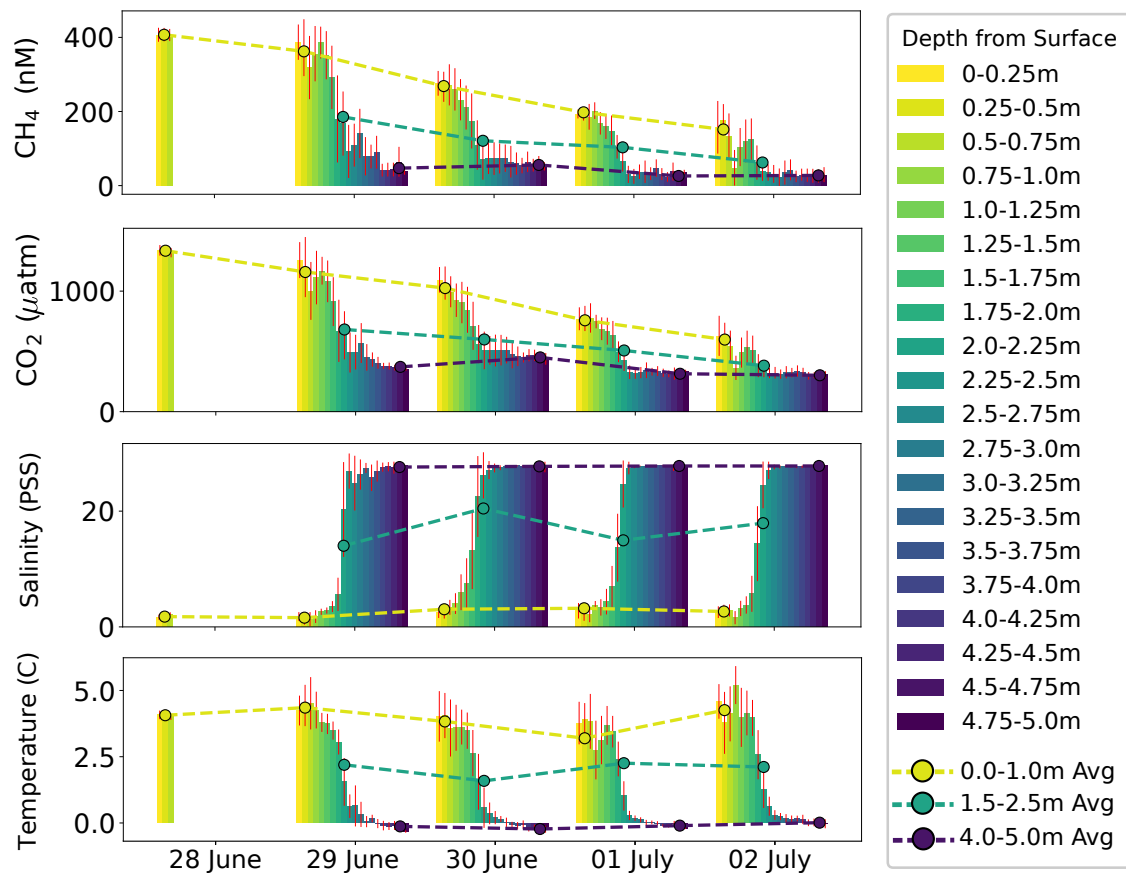 CH₄ (nM)
400
200
0
CO₂ (μatm)
1000
0
Salinity (PSS)
20
0
Temperature (C)
5.0
2.5
0.0
28 June
29 June
30 June
01 July
02 July
Depth from Surface
0-0.25m
0.25-0.5m
0.5-0.75m
0.75-1.0m
1.0-1.25m
1.25-1.5m
1.5-1.75m
1.75-2.0m
2.0-2.25m
2.25-2.5m
2.5-2.75m
2.75-3.0m
3.0-3.25m
3.25-3.5m
3.5-3.75m
3.75-4.0m
4.0-4.25m
4.25-4.5m
4.5-4.75m
4.75-5.0m
0.0-1.0m Avg
1.5-2.5m Avg
4.0-5.0m Avg